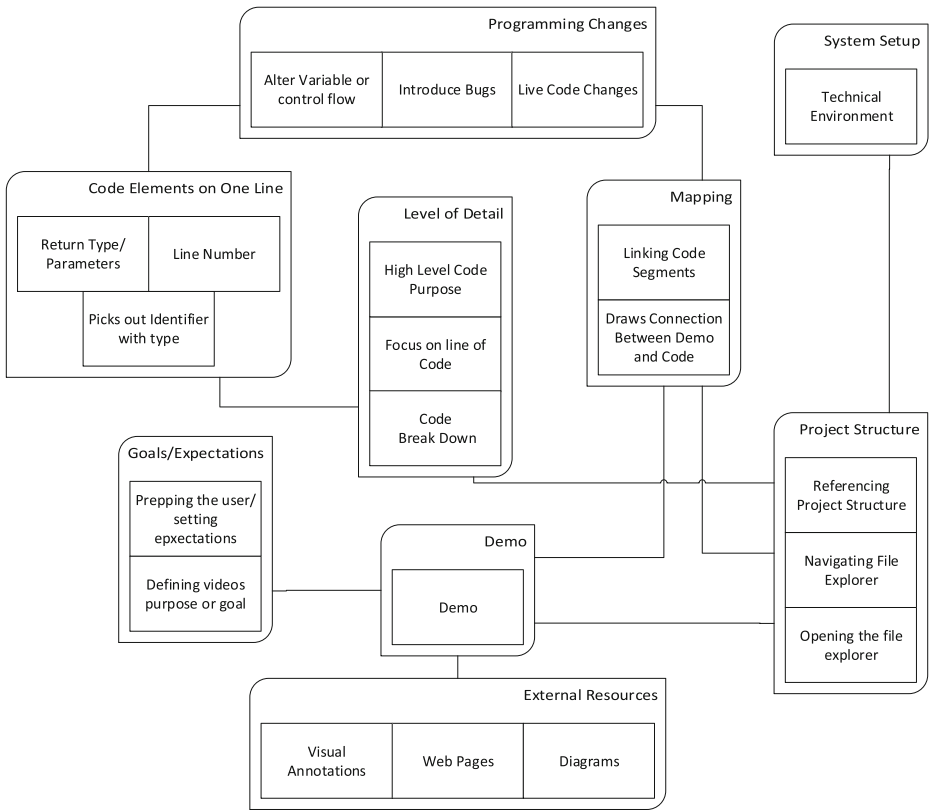 Programming Changes
Alter Variable or
control flow
Introduce Bugs
Live Code Changes
System Setup
Technical
Environment
Code Elements on One Line
Return Type/
Parameters
Line Number
Picks out Identifier
with type
Level of Detail
High Level Code
Purpose
Focus on line of
Code
Code
Break Down
Mapping
Linking Code
Segments
Draws Connection
Between Demo
and Code
Goals/Expectations
Prepping the user/
setting
epxectations
Defining videos
purpose or goal
Demo
Demo
Project Structure
Referencing
Project Structure
Navigating File
Explorer
Opening the file
explorer
External Resources
Visual
Annotations
Web Pages
Diagrams